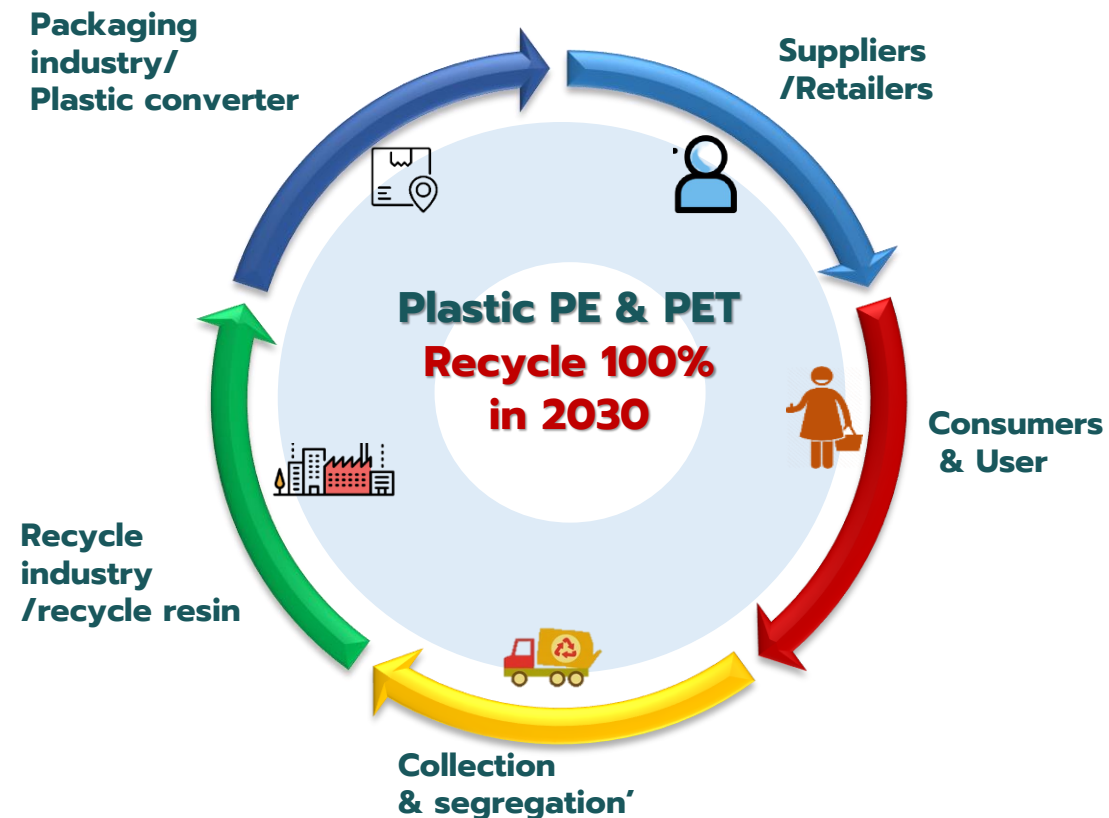 Packaging
industry/
Plastic converter
Suppliers
/Retailers
Plastic PE & PET
Recycle 100%
in 2030
Consumers
& User
Recycle
industry
/recycle resin
Collection
& segregation’